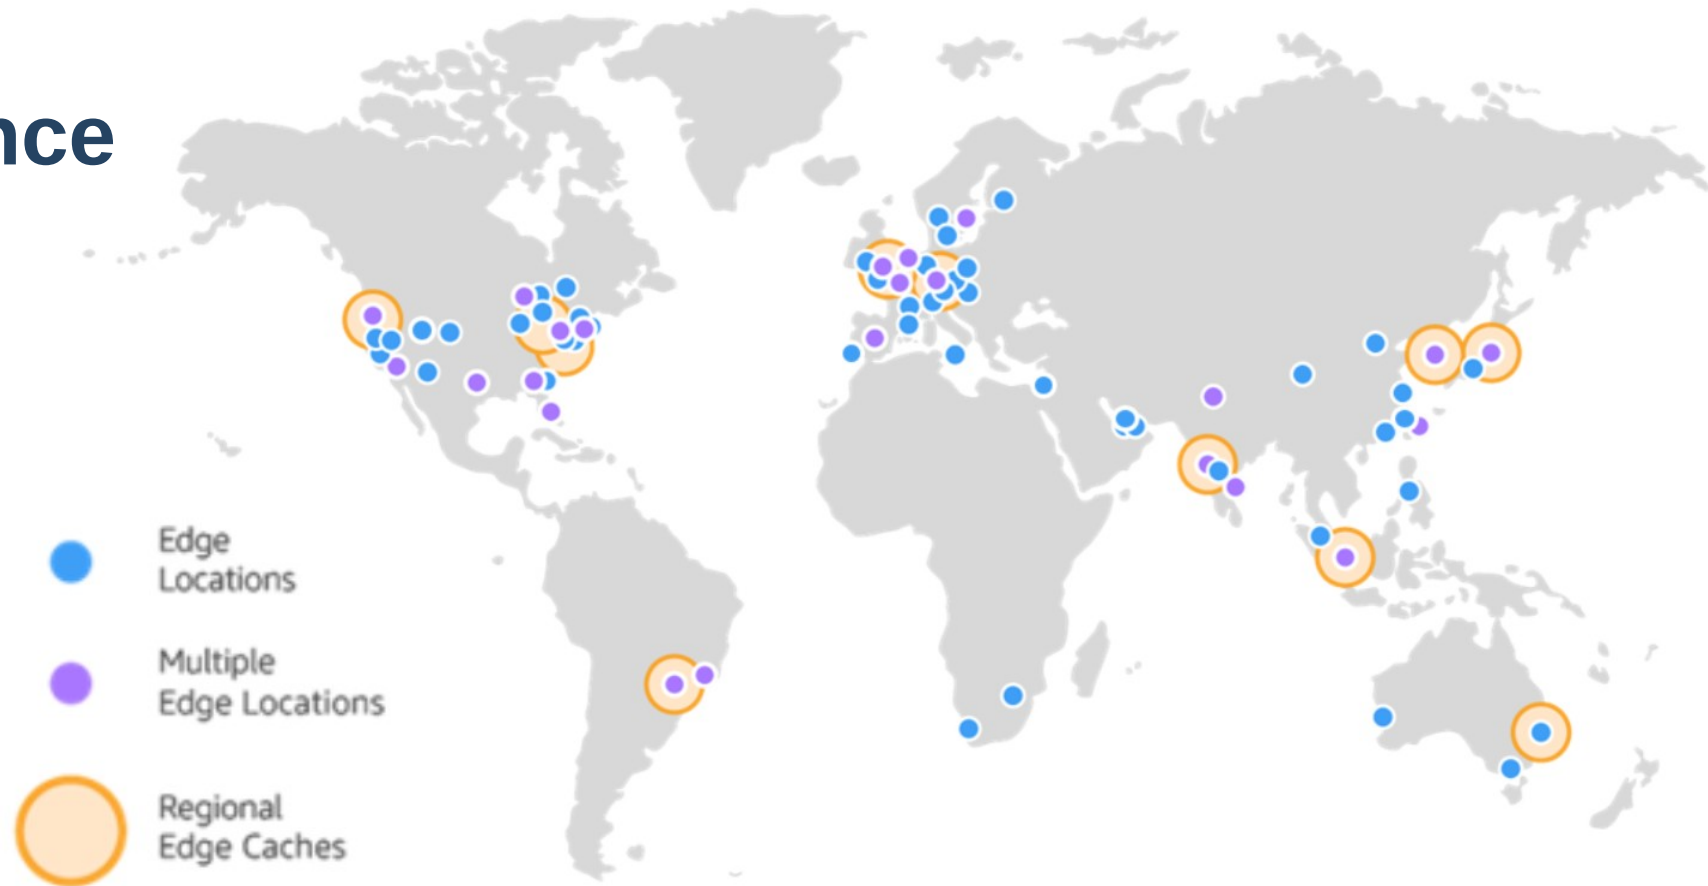 nce
Edge
Locations
Multiple
Edge Locations
Regional
Edge Caches